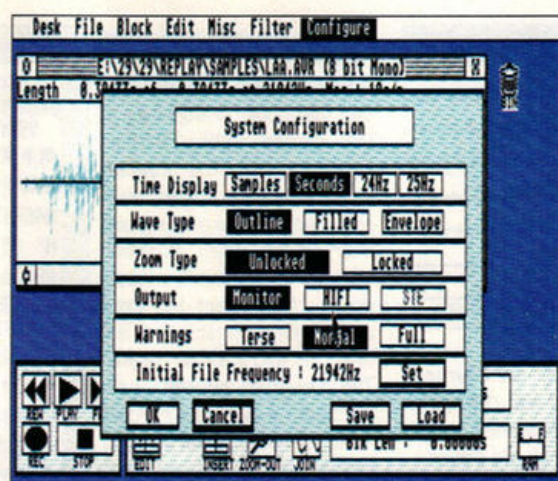 Desk File Block Edit Misc Filter Configure
E:\29\29\REPLAY\SAMPLES\LAA.AVR (8 bit Mono)
Length
System Configuration
Time Display Samples Seconds 24Hz 25Hz
Wave Type Outline Filled Envelope
Zoom Type Unlocked Locked
Output Monitor HIFI STE
Warnings Terse Normal Full
Initial File Frequency : 21942Hz Set
OK Cancel Save Load
REW PLAY
REC STOP EDIT INSERT ZOOM-OUT JOIN Blk Len : 0.00000S RAM